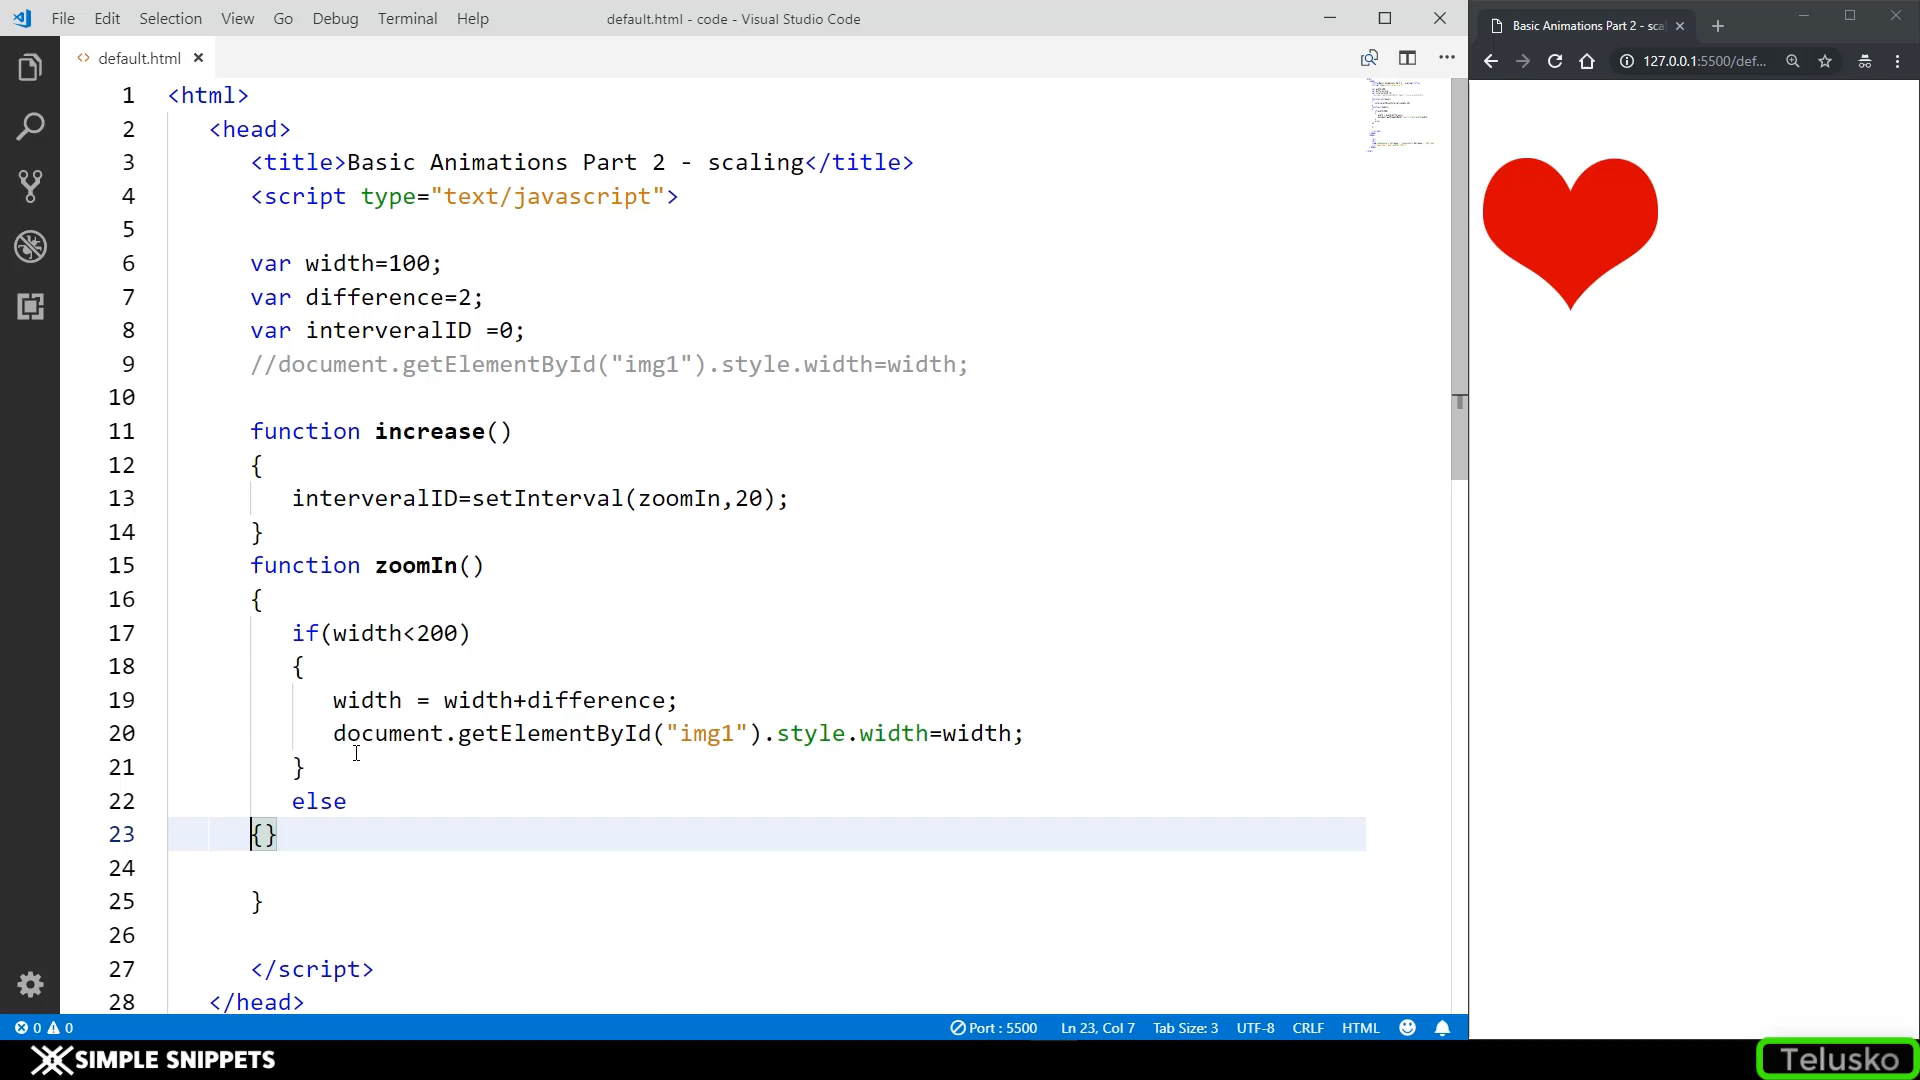 File Edit Selection View Go Debug Terminal Help default.html - code - Visual Studio Code
default.html
1 <html>
2 <head>
3 <title>Basic Animations Part 2 - scaling</title>
4 <script type="text/javascript">
5
6 var width=100;
7 var difference=2;
8 var interveralID =0;
9 //document.getElementById("img1").style.width=width;
10
11 function increase()
12 {
13 interveralID=setInterval(zoomIn,20);
14 }
15 function zoomIn()
16 {
17 if(width<200)
18 {
19 width = width+difference;
20 document.getElementById("img1").style.width=width;
21 }
22 else
23 {}
24
25 }
26
27 </script>
28 </head>
0 0 Port : 5500 Ln 23, Col 7 Tab Size: 3 UTF-8 CRLF HTML
Basic Animations Part 2 - sca
127.0.0.1:5500/def...
SIMPLE SNIPPETS
Telusko